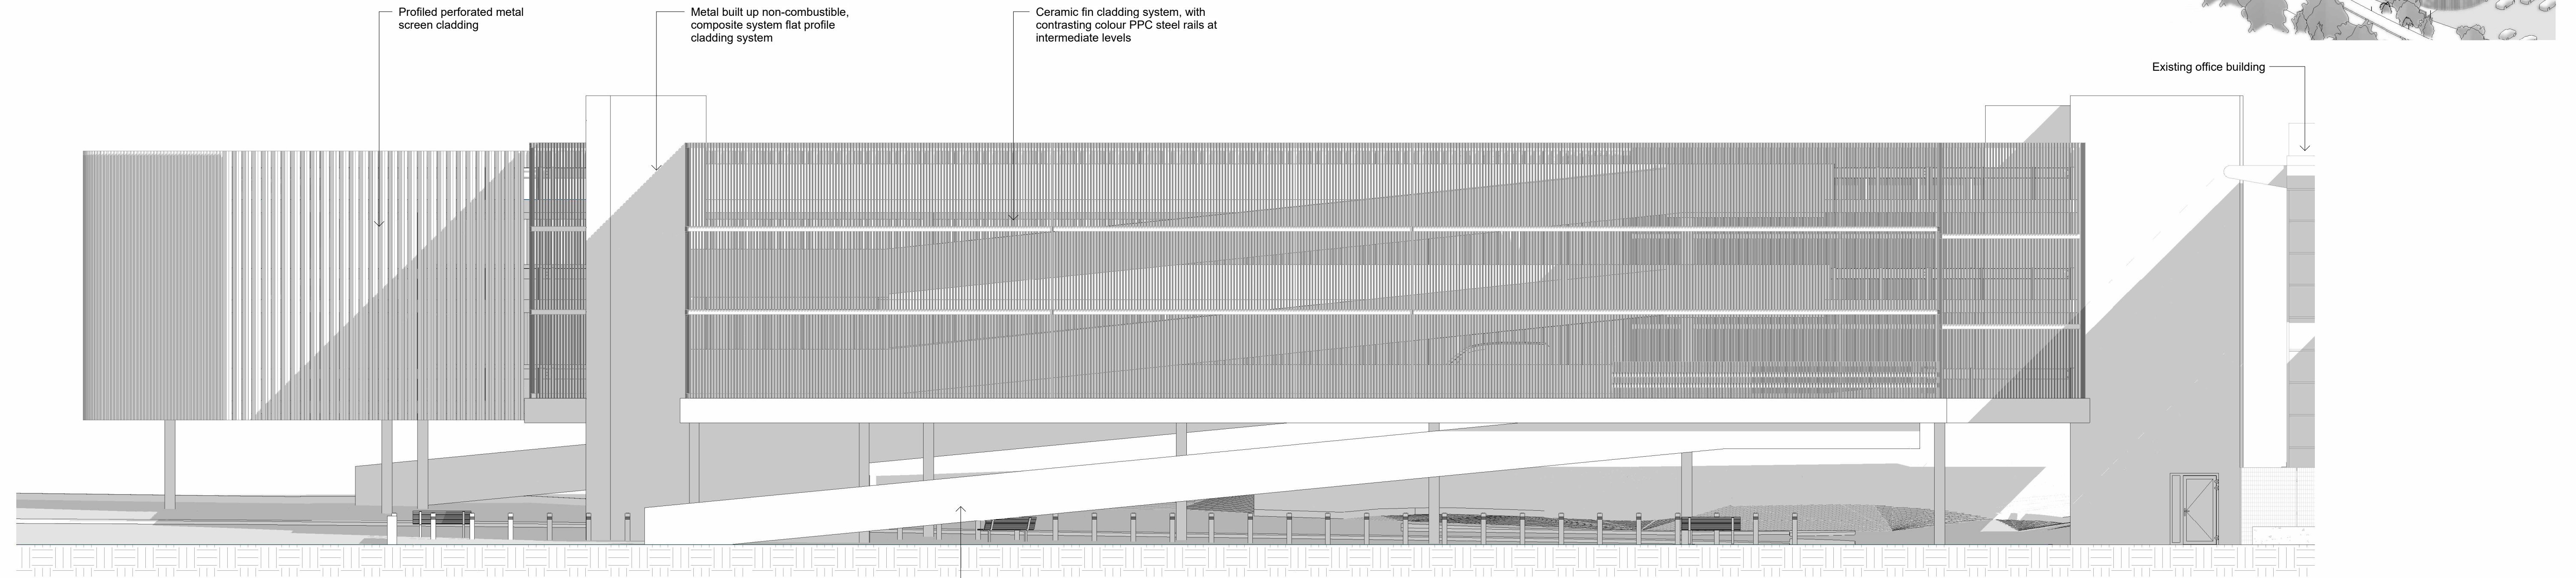 Profiled perforated metal
screen cladding
Metal built up non-combustible,
composite system flat profile
cladding system
Ceramic fin cladding system, with
contrasting colour PPC steel rails at
intermediate levels
Existing office building